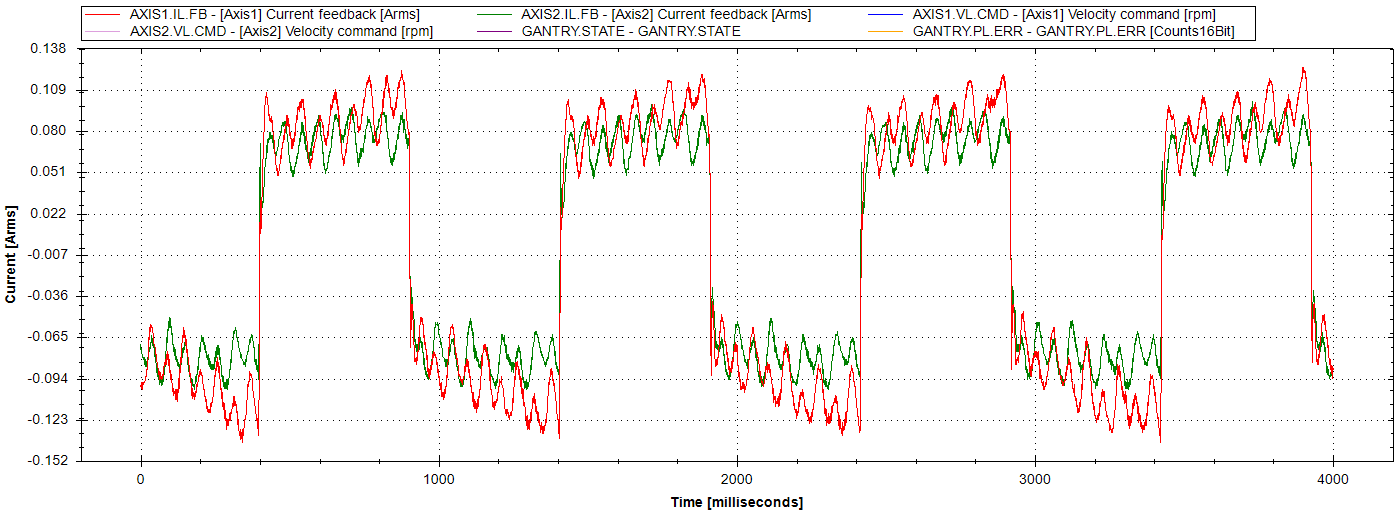 AXIS1.IL.FB - [Axis1] Current feedback [Arms] AXIS2.IL.FB - [Axis2] Current feedback [Arms] AXIS1.VL.CMD - [Axis1] Velocity command [rpm]
AXIS2.VL.CMD - [Axis2] Velocity command [rpm] GANTRY.STATE - GANTRY.STATE GANTRY.PL.ERR - GANTRY.PL.ERR [Counts16Bit]
0.138
0.109
0.080
0.051
0.022
-0.007
-0.036
-0.065
-0.094
-0.123
-0.152
Current [Arms]
0 1000 2000 3000 4000
Time [milliseconds]